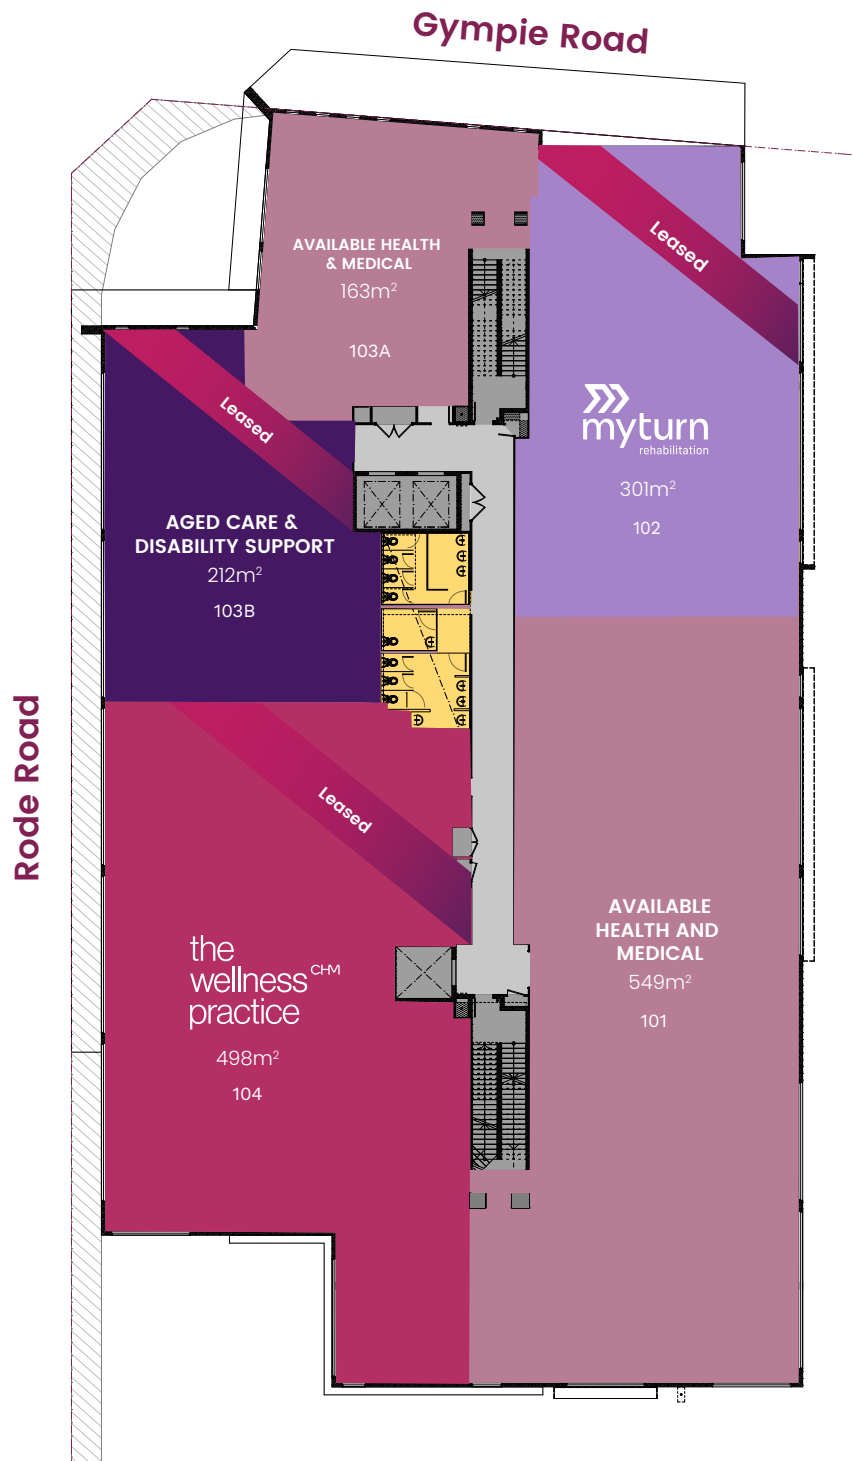 Gympie Road
AVAILABLE HEALTH
& MEDICAL
163m²
103A
Leased
myturn
rehabilitation
301m²
102
Leased
AGED CARE &
DISABILITY SUPPORT
212m²
103B
Rode Road
Leased
the
wellness CHM
practice
498m²
104
AVAILABLE
HEALTH AND
MEDICAL
549m²
101